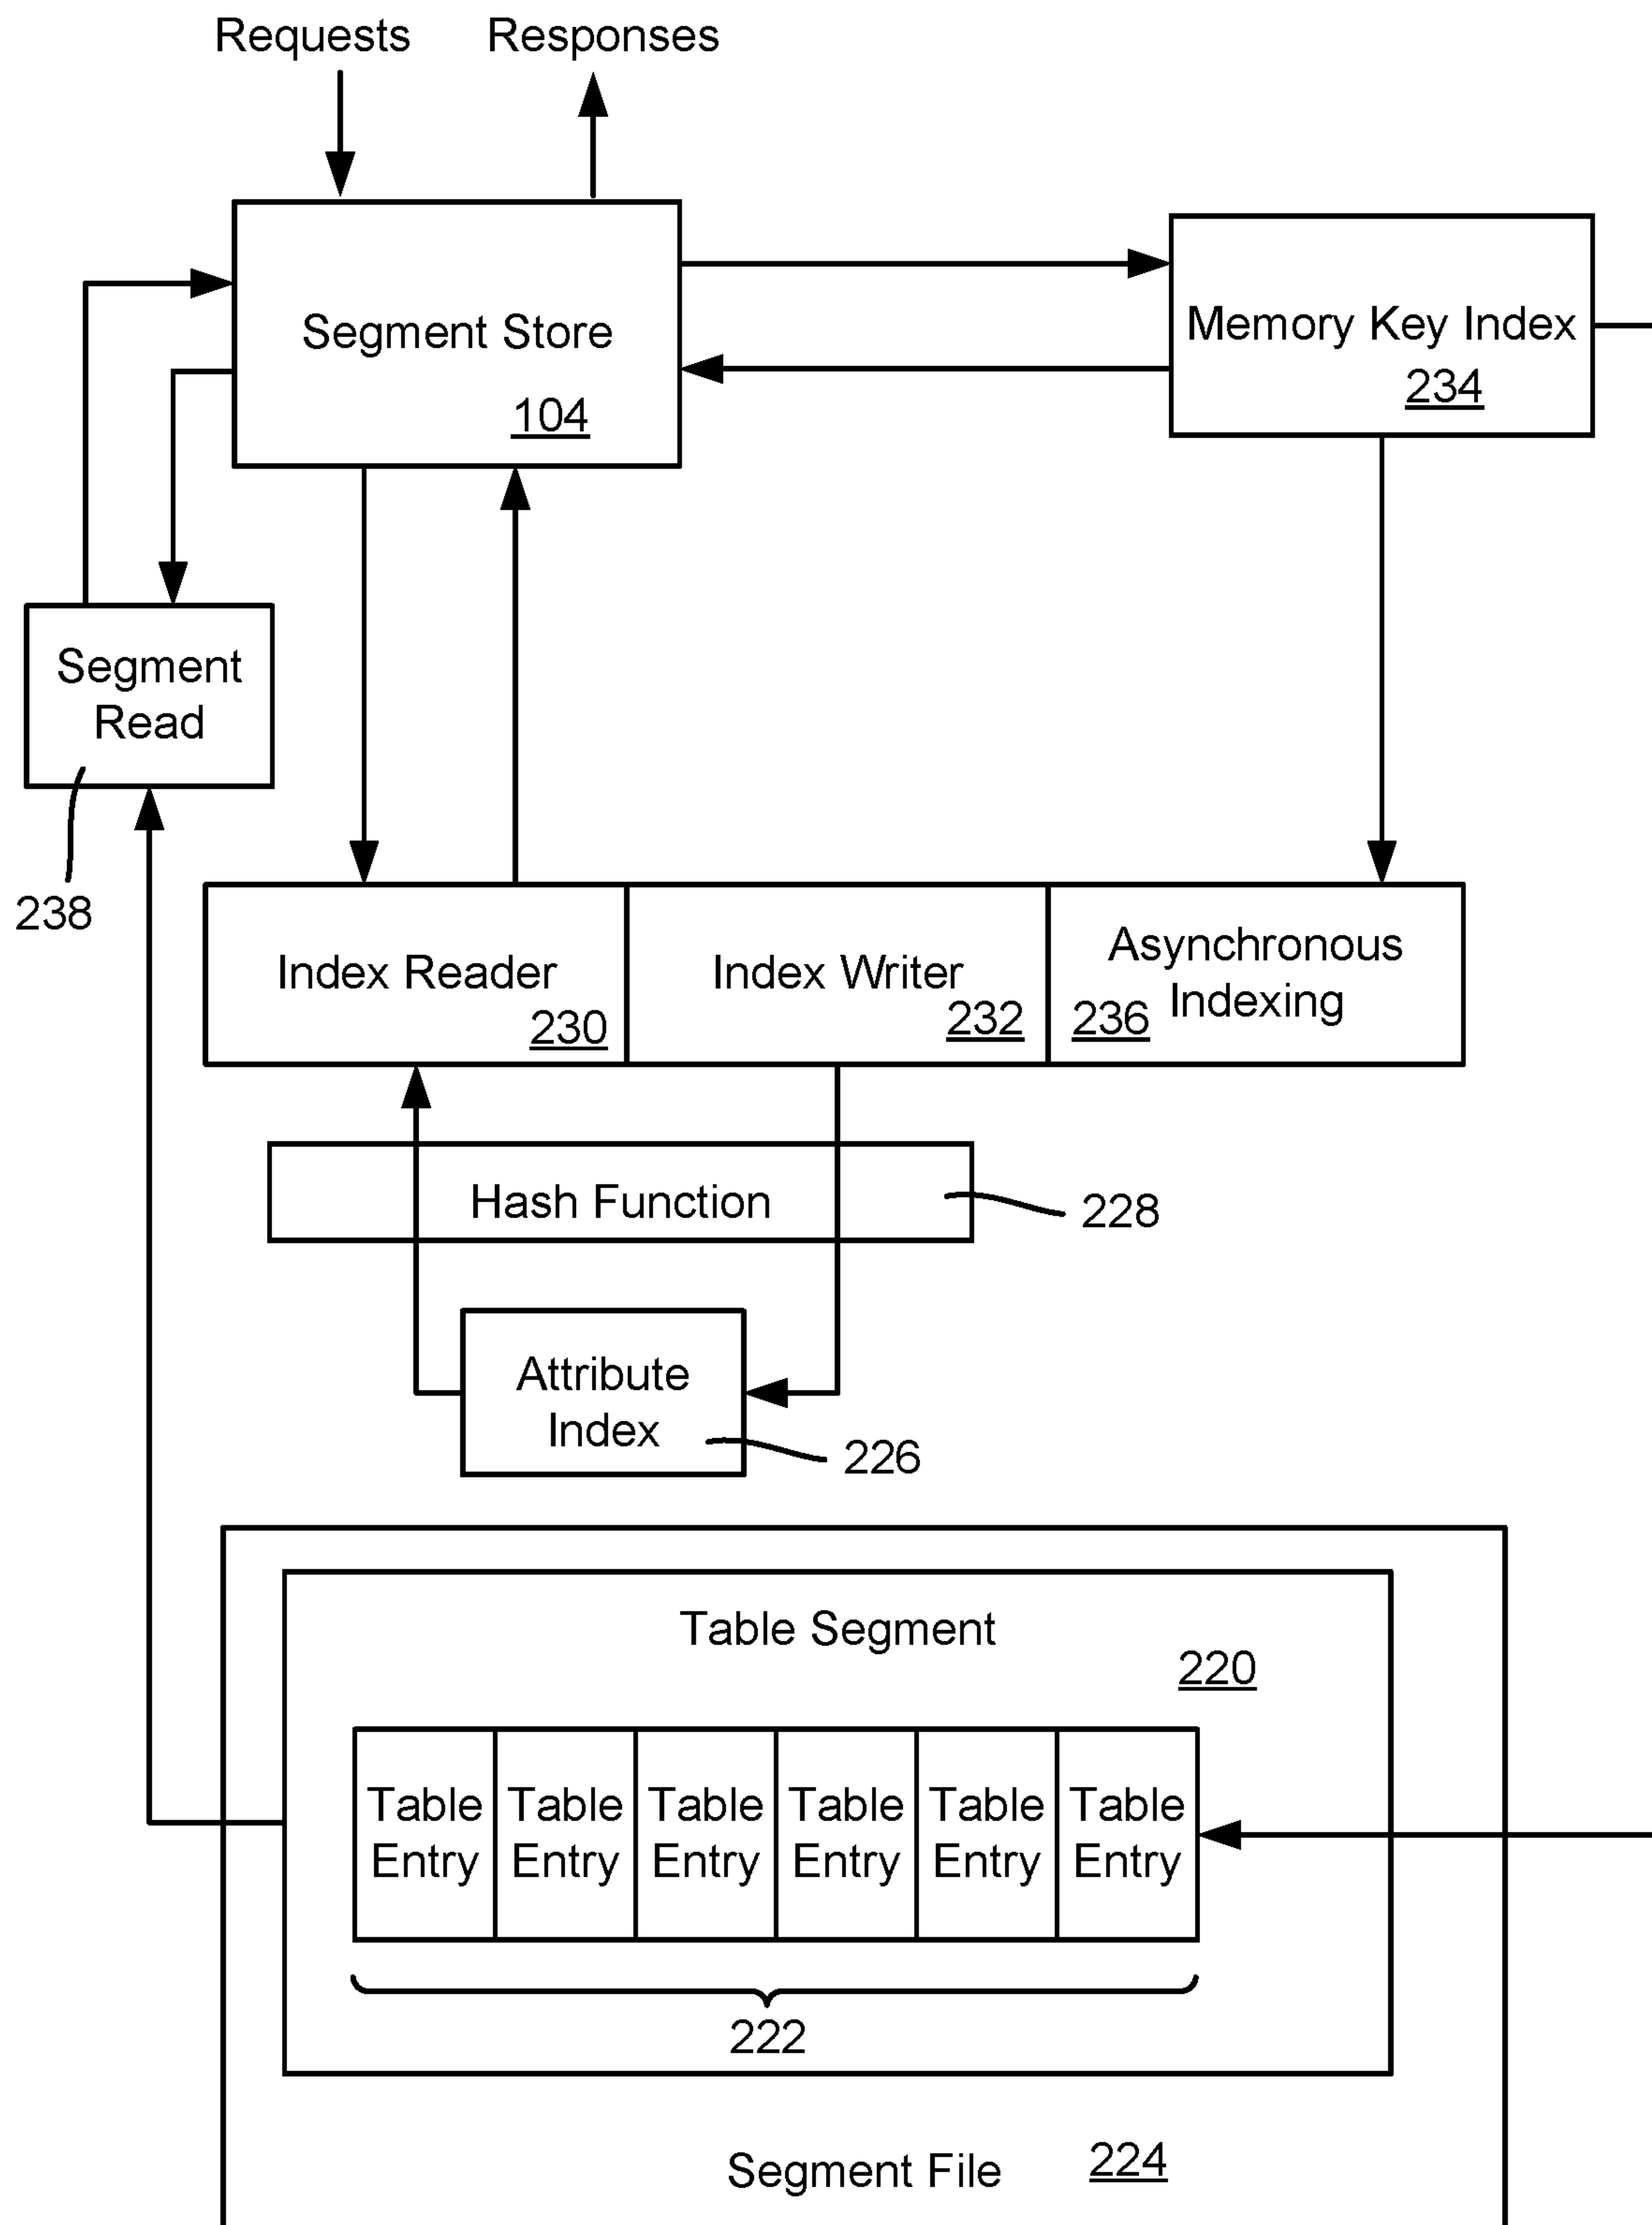 Requests
Responses
Segment Store
104
Memory Key Index
234
Segment
Read
238
Index Reader
230
Index Writer
232
Asynchronous
Indexing
236
Hash Function
228
Attribute
Index
226
Table Segment
220
Table
Entry
Table
Entry
Table
Entry
Table
Entry
Table
Entry
Table
Entry
222
Segment File
224